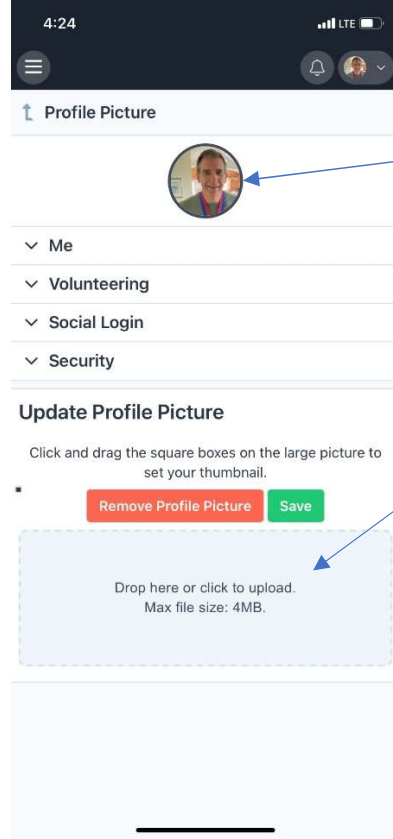 4:24
LTE
Profile Picture
Me
Volunteering
Social Login
Security
Update Profile Picture
Click and drag the square boxes on the large picture to
set your thumbnail.
Remove Profile Picture
Save
Drop here or click to upload.
Max file size: 4MB.